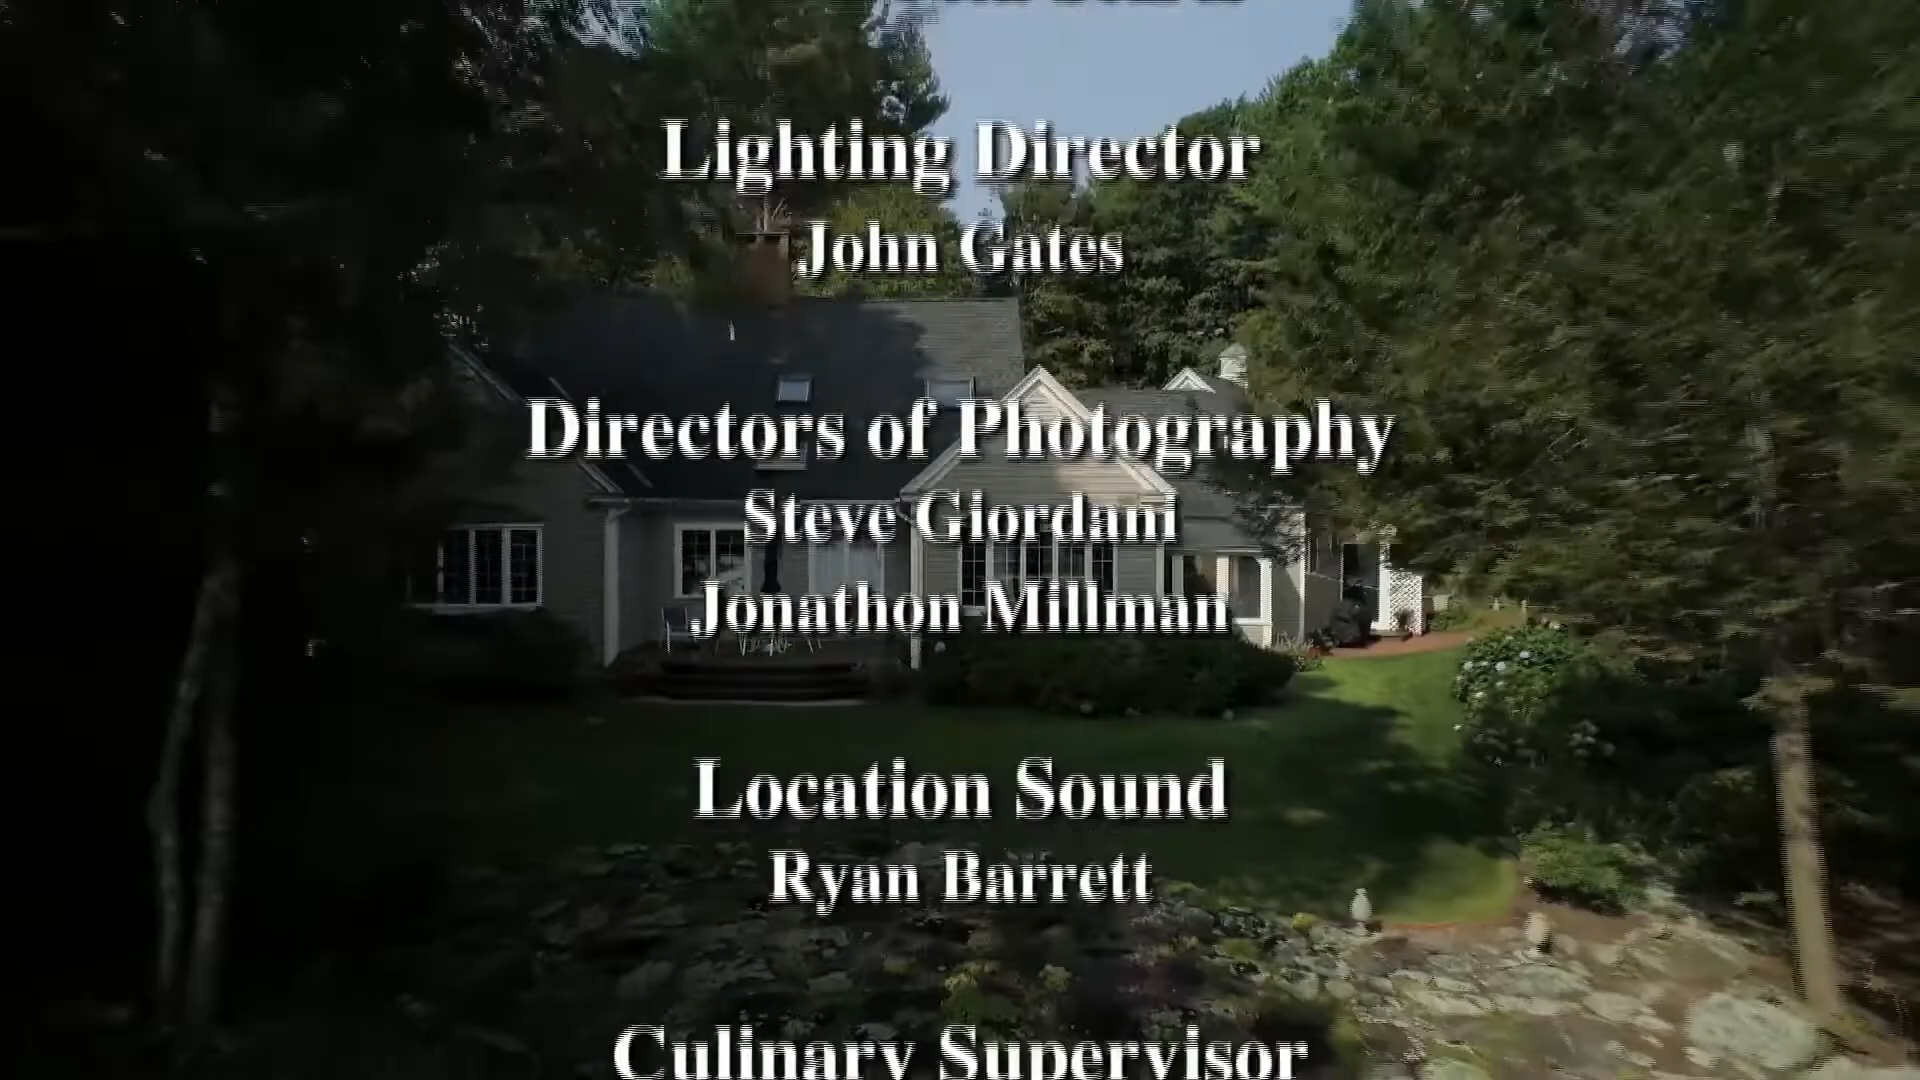 Lighting Director
John Gates
Directors of Photography
Steve Giordani
Jonathon Millman
Location Sound
Ryan Barrett
Culinary Supervisor